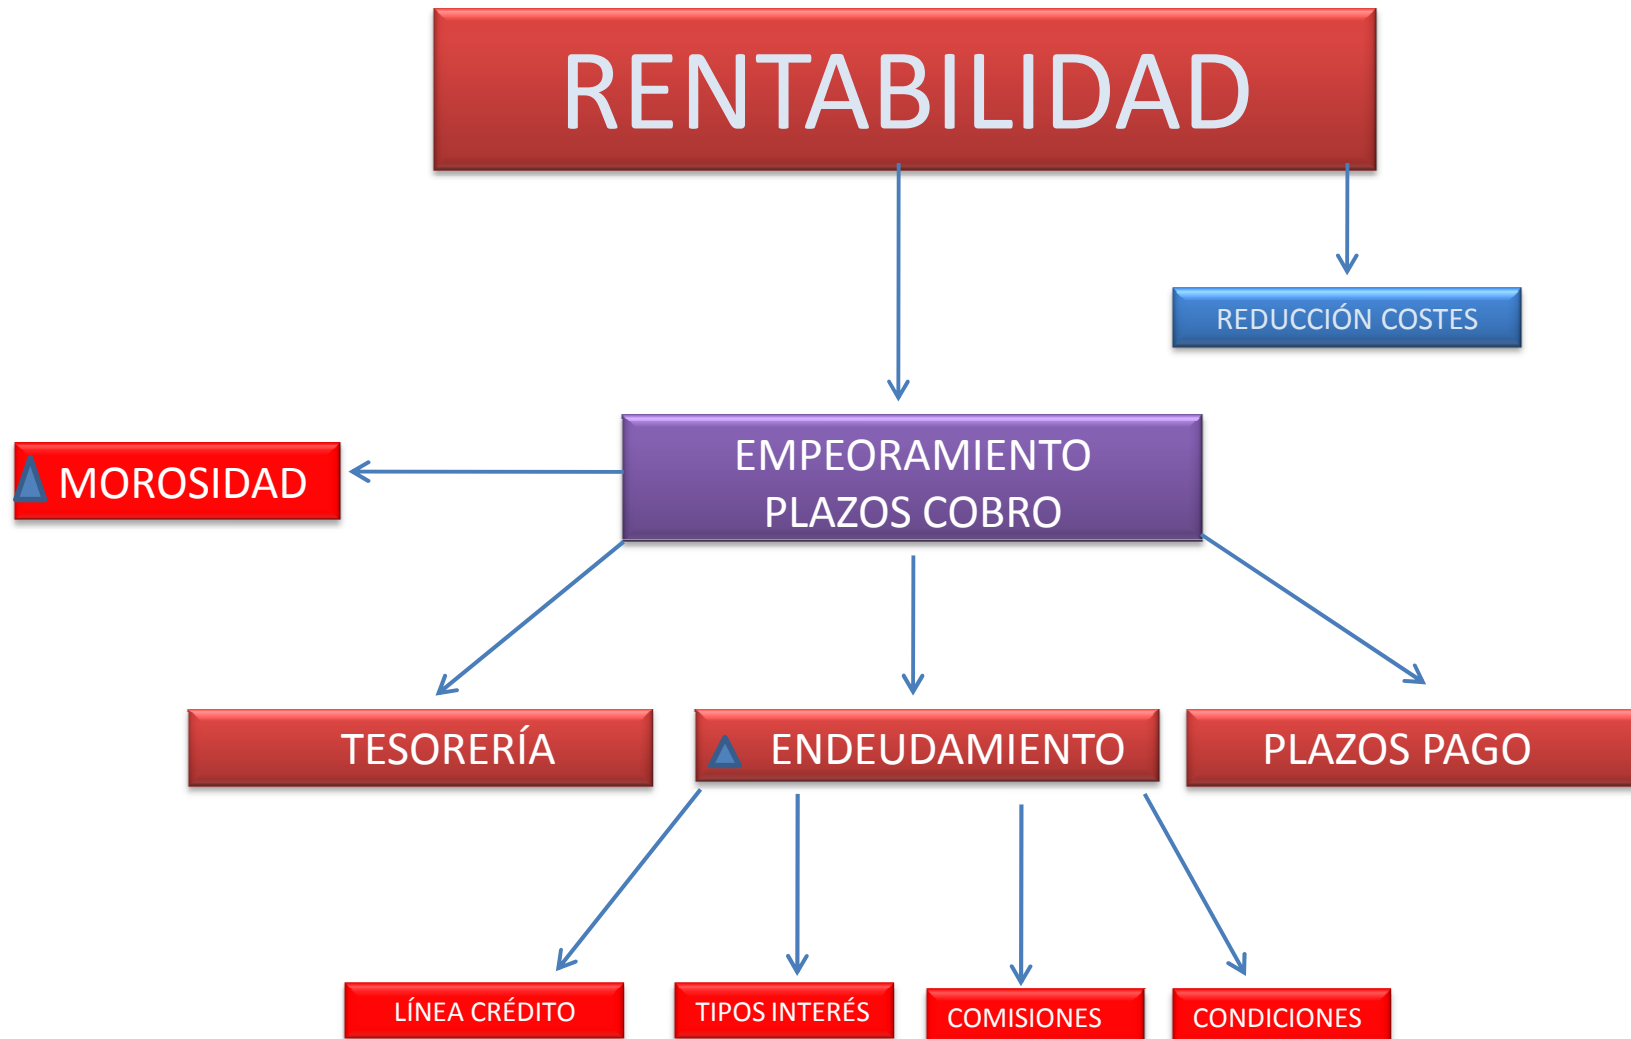 RENTABILIDAD
REDUCCIÓN COSTES
EMPEORAMIENTO
PLAZOS COBRO
MOROSIDAD
TESORERÍA
ENDEUDAMIENTO
PLAZOS PAGO
LÍNEA CRÉDITO
TIPOS INTERÉS
COMISIONES
CONDICIONES